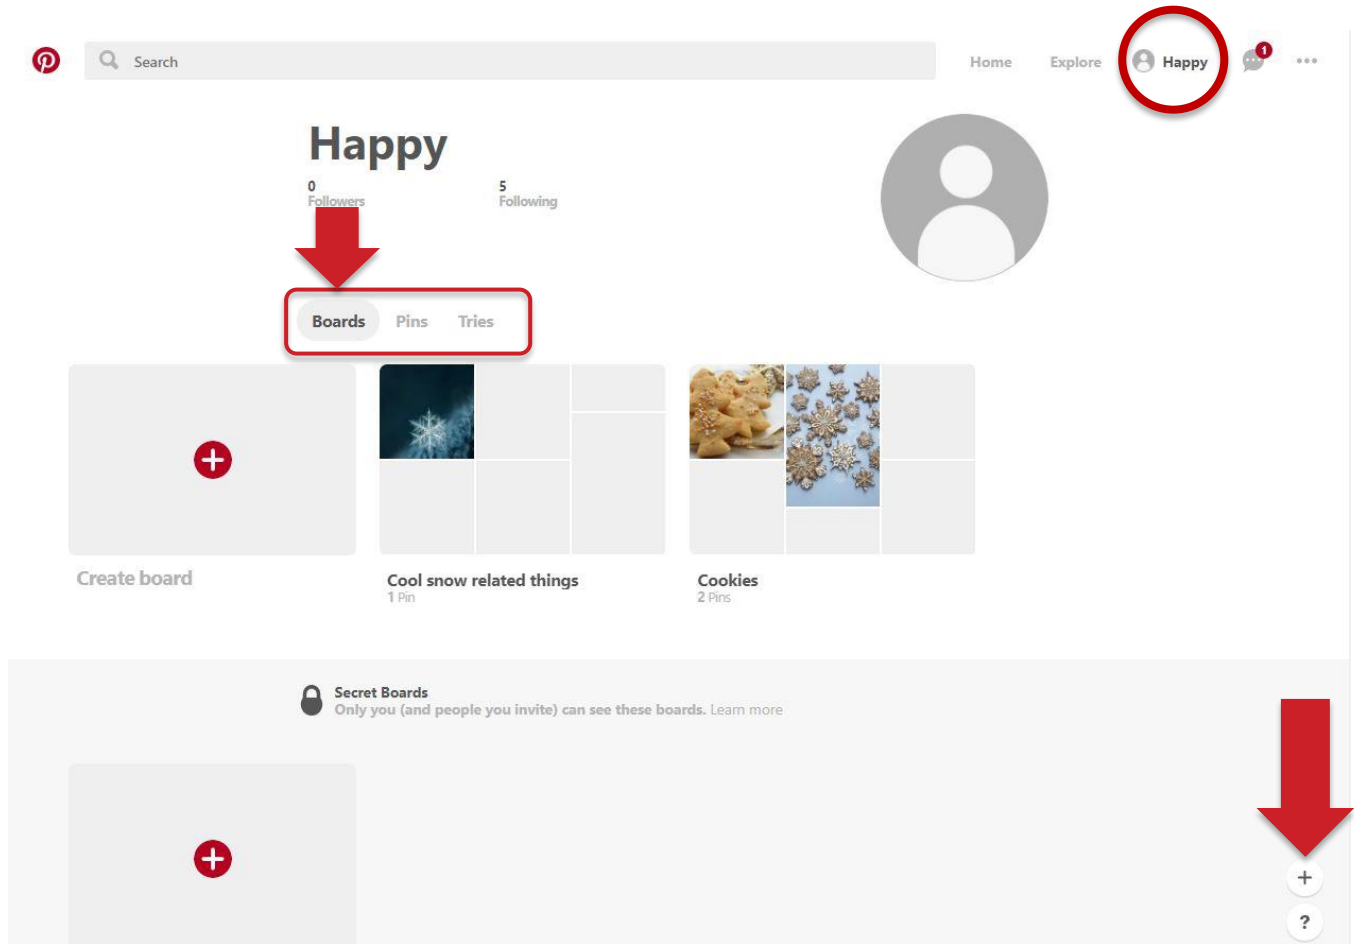 Search
Home Explore Happy 1
Happy
0 5
Followers Following
Boards Pins Tries
Create board Cool snow related things Cookies
1 Pin 2 Pins
Secret Boards
Only you (and people you invite) can see these boards. Learn more
+
?